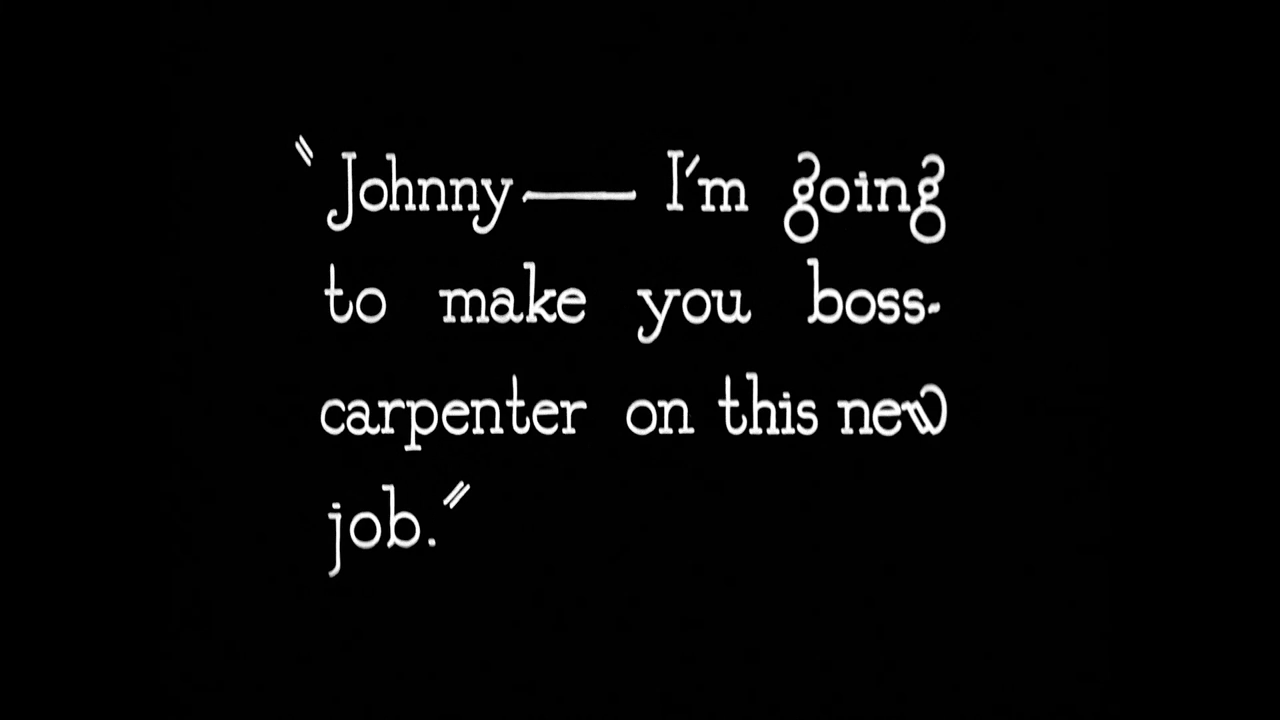 "Johnny— I'm going
to make you boss-
carpenter on this new
job."